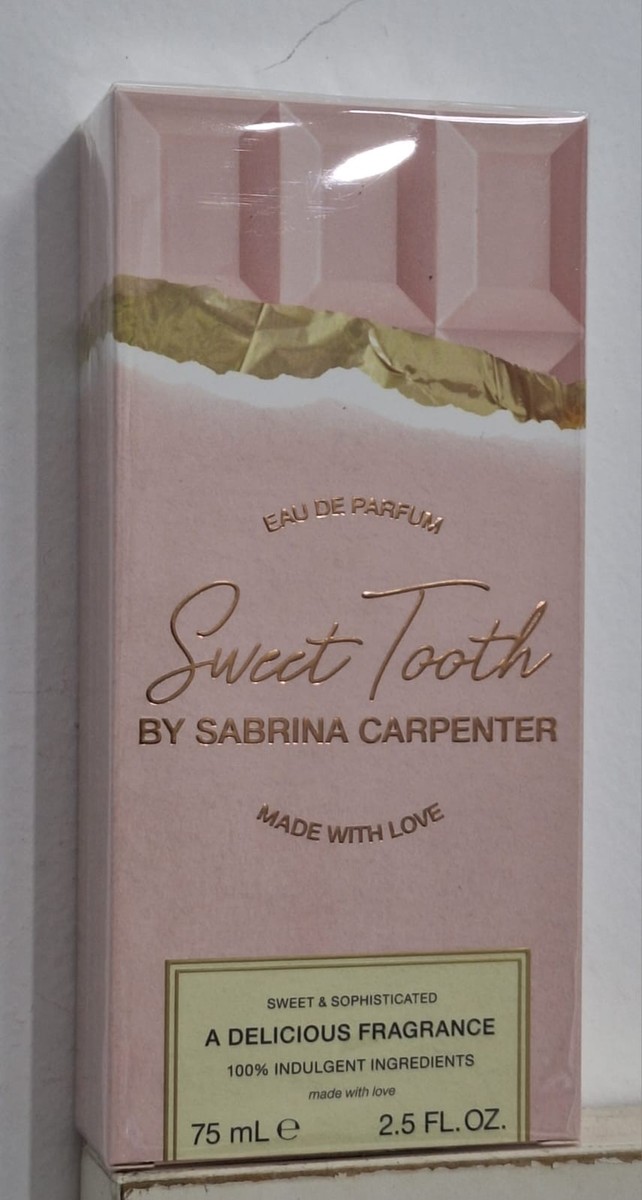 EAU DE PARFUM
Sweet Tooth
BY SABRINA CARPENTER
MADE WITH LOVE
SWEET & SOPHISTICATED
A DELICIOUS FRAGRANCE
100% INDULGENT INGREDIENTS
made with love
75 mL ℮ 2.5 FL.OZ.